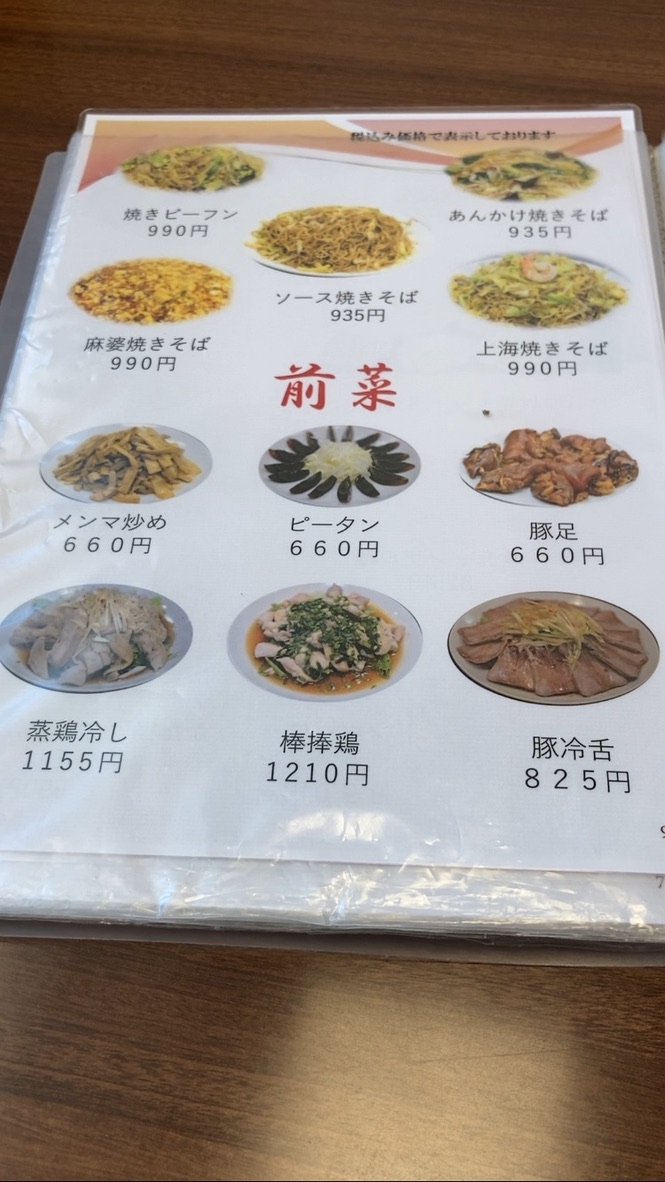 税込み価格で表示しております
焼きビーフン
990円
あんかけ焼きそば
935円
ソース焼きそば
935円
麻婆焼きそば
990円
上海焼きそば
990円
前菜
メンマ炒め
660円
ピータン
660円
豚足
660円
蒸鶏冷し
1155円
棒捧鶏
1210円
豚冷舌
825円